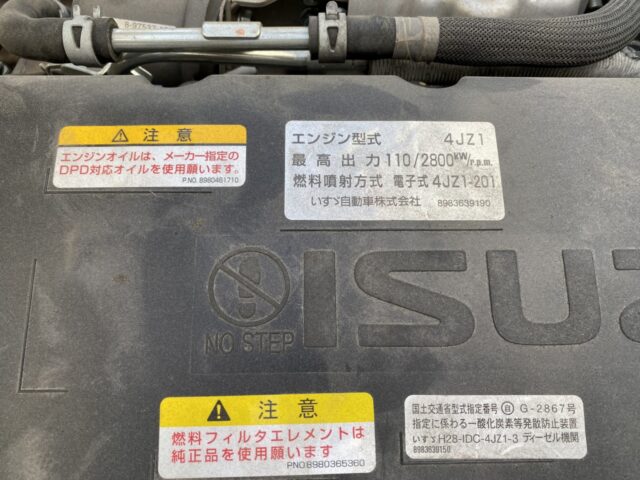 8-97537
注意
エンジンオイルは、メーカー指定の
DPD対応オイルを使用願います。
P.NO. 8980461710
エンジン型式 4JZ1
最高出力 110/2800kW/r.p.m.
燃料噴射方式 電子式 4JZ1-201
いすゞ自動車株式会社 8983639190
NO STEP
ISUZ
注意
燃料フィルタエレメントは
純正品を使用願います
P.NO.8980365360
国土交通省型式指定番号 自 G-2867号
指定に係わる一酸化炭素等発散防止装置
いすゞH28-IDC-4JZ1-3 ディーゼル機関
8983639150